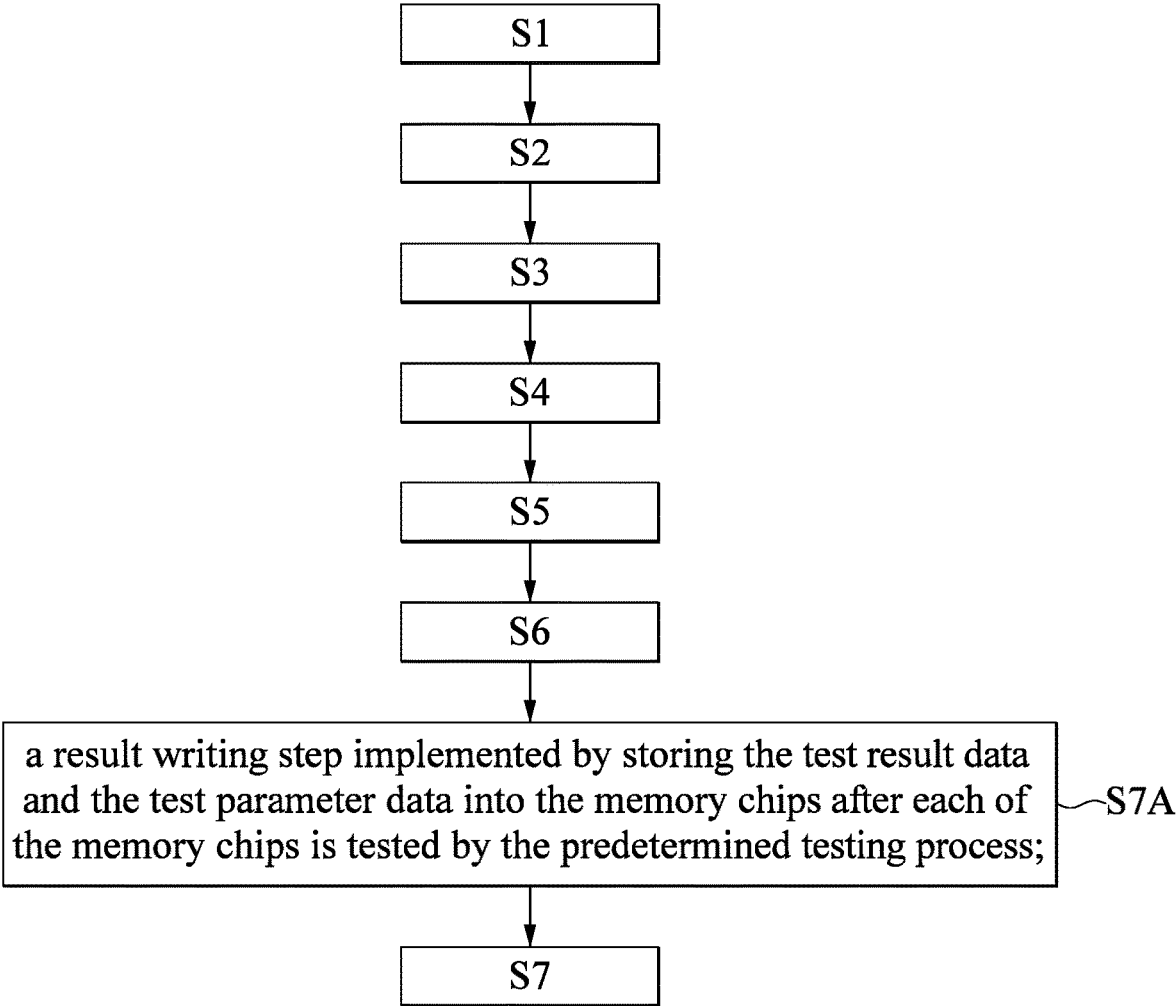 S1
S2
S3
S4
S5
S6
a result writing step implemented by storing the test result data
and the test parameter data into the memory chips after each of
the memory chips is tested by the predetermined testing process;
S7A
S7